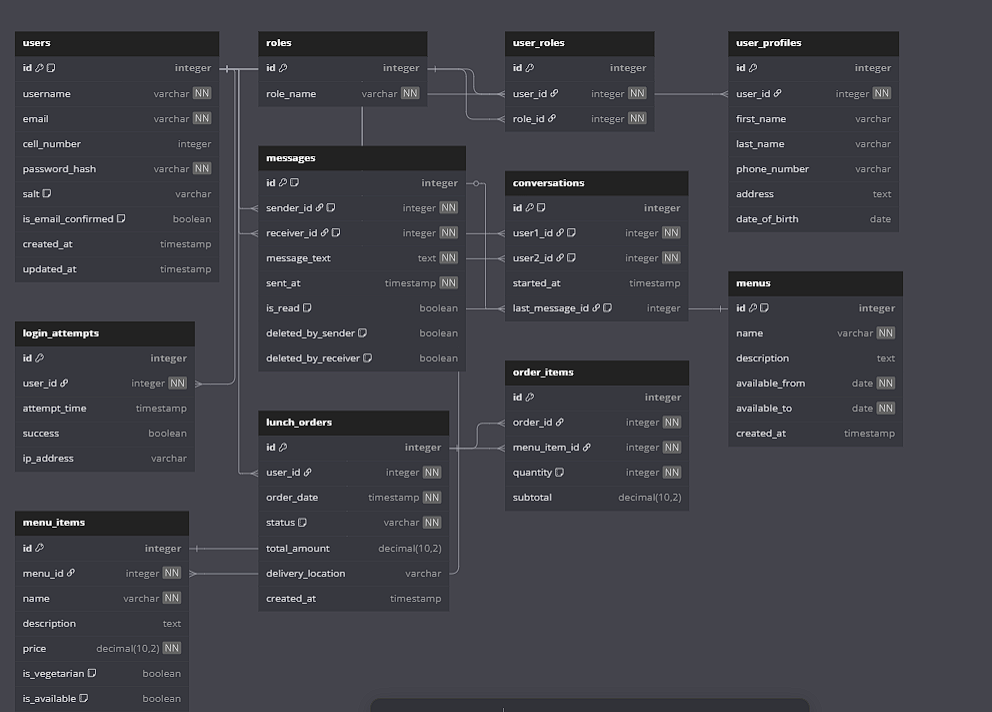 users
id integer
username varchar NN
email varchar NN
cell_number integer
password_hash varchar NN
salt varchar
is_email_confirmed boolean
created_at timestamp
updated_at timestamp
roles
id integer
role_name varchar NN
user_roles
id integer
user_id integer NN
role_id integer NN
user_profiles
id integer
user_id integer NN
first_name varchar
last_name varchar
phone_number varchar
address text
date_of_birth date
messages
id integer
sender_id integer NN
receiver_id integer NN
message_text text NN
sent_at timestamp NN
is_read boolean
deleted_by_sender boolean
deleted_by_receiver boolean
conversations
id integer
user1_id integer NN
user2_id integer NN
started_at timestamp
last_message_id integer
menus
id integer
name varchar NN
description text
available_from date NN
available_to date NN
created_at timestamp
login_attempts
id integer
user_id integer NN
attempt_time timestamp
success boolean
ip_address varchar
lunch_orders
id integer
user_id integer NN
order_date timestamp NN
status varchar NN
total_amount decimal(10,2)
delivery_location varchar
created_at timestamp
order_items
id integer
order_id integer NN
menu_item_id integer NN
quantity integer NN
subtotal decimal(10,2)
menu_items
id integer
menu_id integer NN
name varchar NN
description text
price decimal(10,2) NN
is_vegetarian boolean
is_available boolean